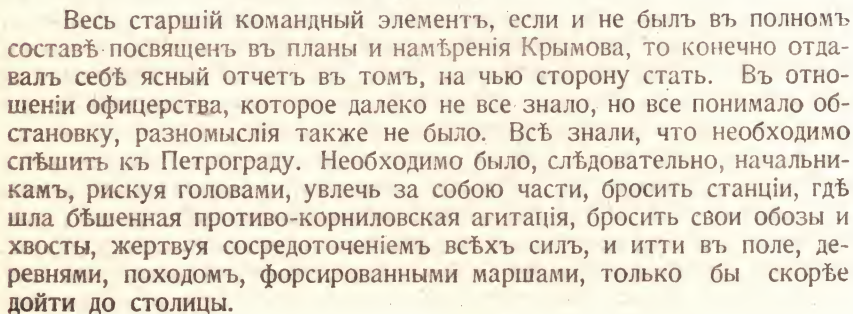 Весь старшій командный элементъ, если и не былъ въ полномъ
составѣ посвященъ въ планы и намѣренія Крымова, то конечно отда-
валъ себѣ ясный отчетъ въ томъ, на чью сторону стать. Въ отно-
шеніи офицерства, которое далеко не все знало, но все понимало об-
становку, разномыслія также не было. Всѣ знали, что необходимо
спѣшить къ Петрограду. Необходимо было, слѣдовательно, начальни-
камъ, рискуя головами, увлечь за собою части, бросить станціи, гдѣ
шла бѣшенная противо-корниловская агитація, бросить свои обозы и
хвосты, жертвуя сосредоточеніемъ всѣхъ силъ, и итти въ поле, де-
ревнями, походомъ, форсированными маршами, только бы скорѣе
дойти до столицы.